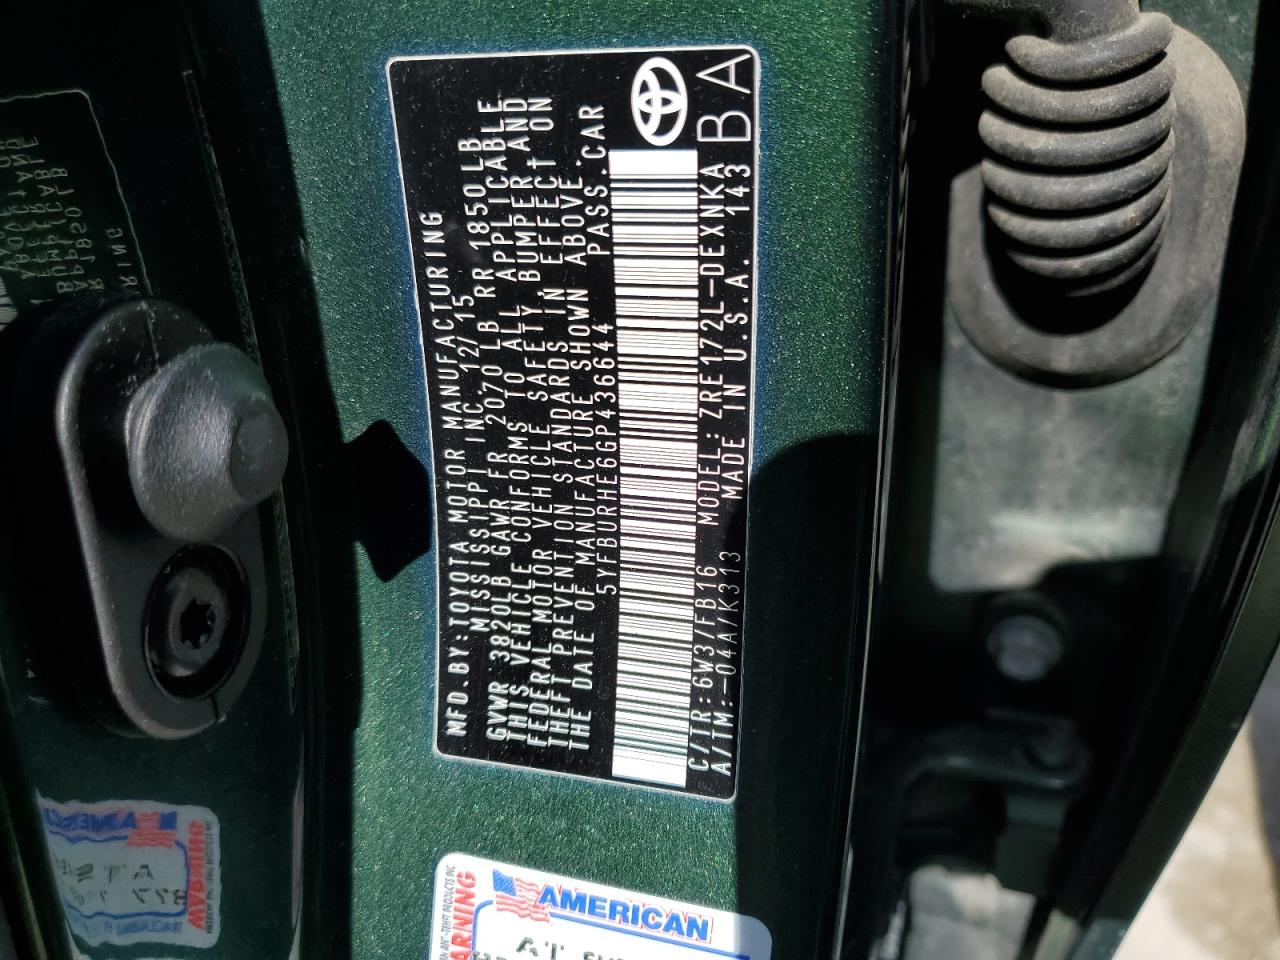 MFD.BY:TOYOTA MOTOR MANUFACTURING
MISSISSIPPI INC. 12/15
GVWR 3820LB GAWR FR 2070 LB RR 1850LB
THIS VEHICLE CONFORMS TO ALL APPLICABLE
FEDERAL MOTOR VEHICLE SAFETY, BUMPER AND
THEFT PREVENTION STANDARDS IN EFFECT ON
THE DATE OF MANUFACTURE SHOWN ABOVE.
5YFBURHE6GP436644 PASS.CAR
C/TR:6W3/FB16 MODEL:ZRE172L-DEXNKA BA
A/TM:-04A/K313 MADE IN U.S.A. 143
AMERICAN